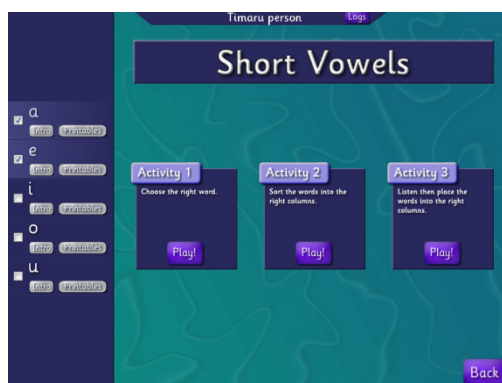 Timaru person
Logs
Short Vowels
a
Intro Printables
e
Intro Printables
i
Intro Printables
o
Intro Printables
u
Intro Printables
Activity 1
Choose the right word.
Play!
Activity 2
Sort the words into the
right columns.
Play!
Activity 3
Listen then place the
words into the right
columns.
Play!
Back